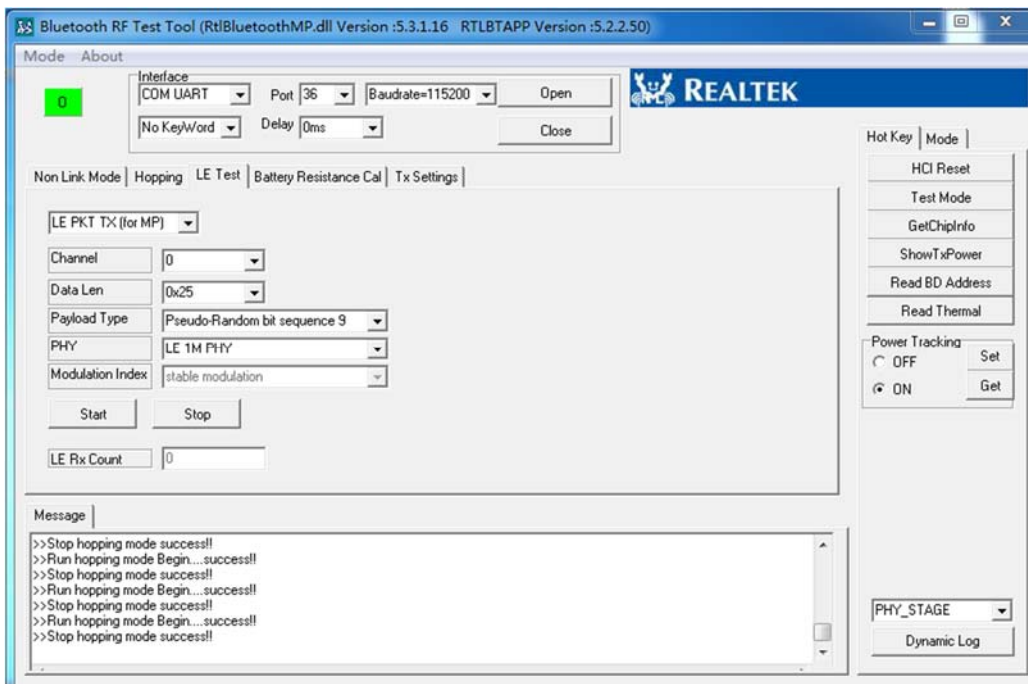 Bluetooth RF Test Tool (RtlBluetoothMP.dll Version :5.3.1.16 RTLBTAPP Version :5.2.2.50)
Mode About
0
Interface
COM UART Port 36 Baudrate=115200 Open
No KeyWord Delay 0ms Close
REALTEK
Non Link Mode Hopping LE Test Battery Resistance Cal Tx Settings
LE PKT TX (for MP)
Channel 0
Data Len 0x25
Payload Type Pseudo-Random bit sequence 9
PHY LE 1M PHY
Modulation Index stable modulation
Start Stop
LE Rx Count 0
Hot Key Mode
HCI Reset
Test Mode
GetChipInfo
ShowTxPower
Read BD Address
Read Thermal
Power Tracking
OFF Set
ON Get
Message
>>Stop hopping mode success!!
>>Run hopping mode Begin....success!!
>>Stop hopping mode success!!
>>Run hopping mode Begin....success!!
>>Stop hopping mode success!!
>>Run hopping mode Begin....success!!
>>Stop hopping mode success!!
PHY_STAGE
Dynamic Log